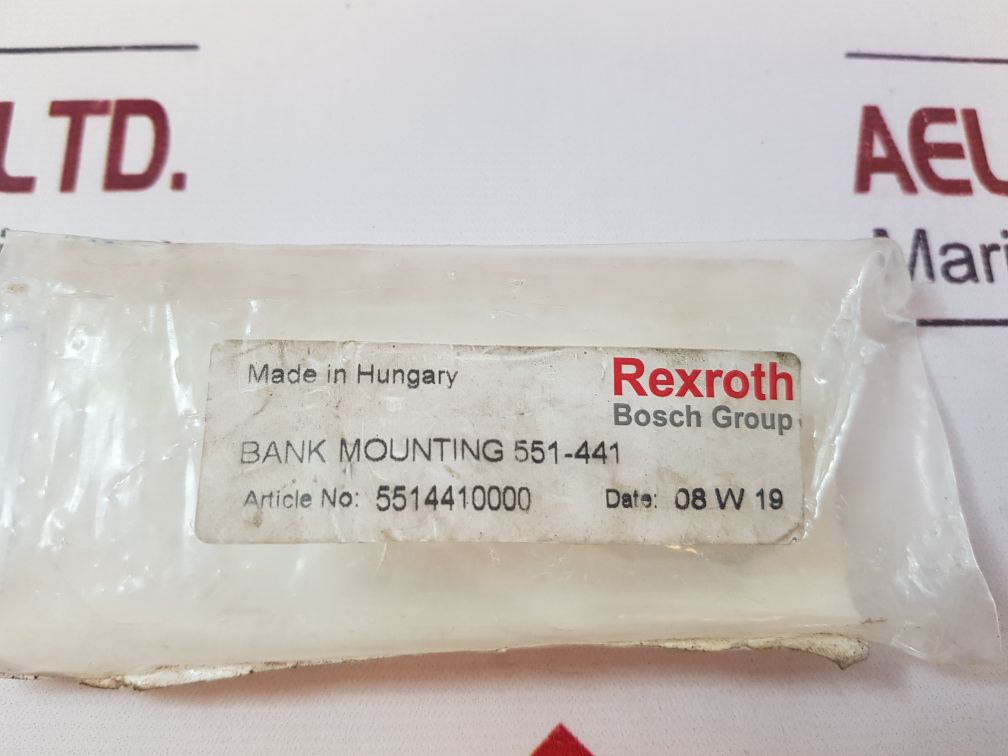 LTD.
AEL
Mari
Made in Hungary
Rexroth
Bosch Group
BANK MOUNTING 551-441
Article No: 5514410000 Date: 08 W 19